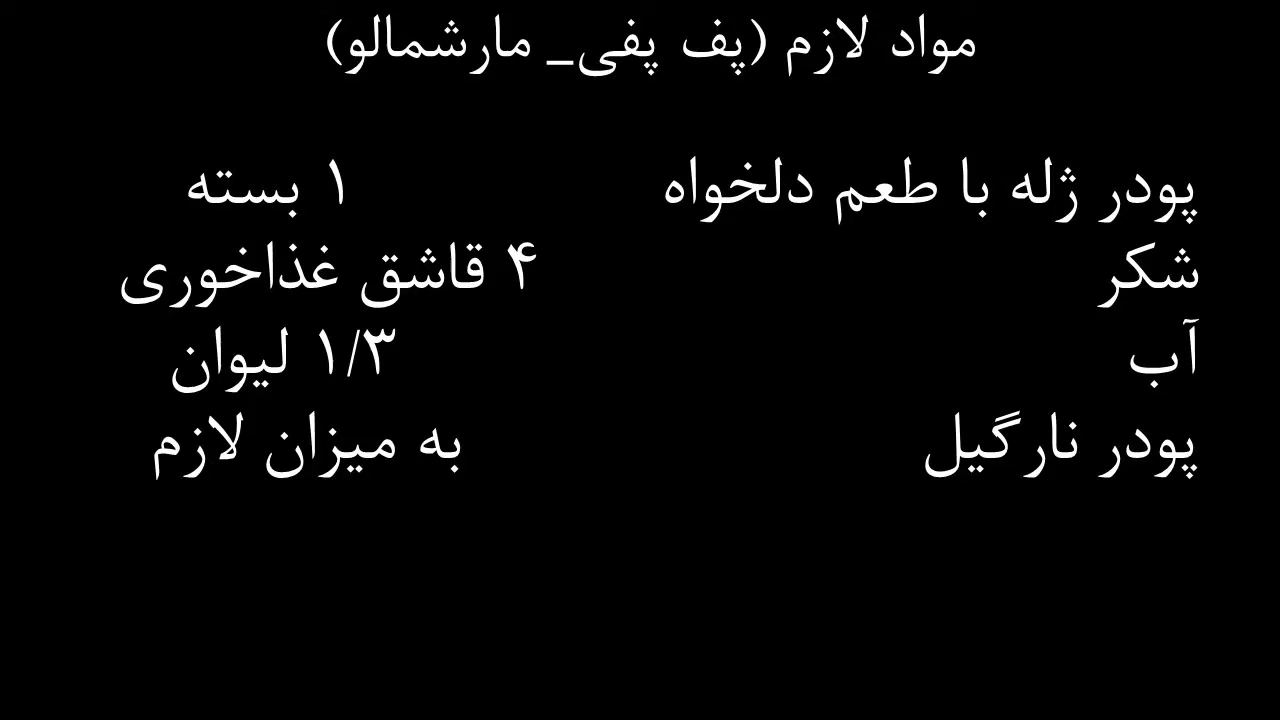 مواد لازم (پف پفی_ مارشمالو)
پودر ژله با طعم دلخواه ۱ بسته
شکر ۴ قاشق غذاخوری
آب ۱/۳ لیوان
پودر نارگیل به میزان لازم